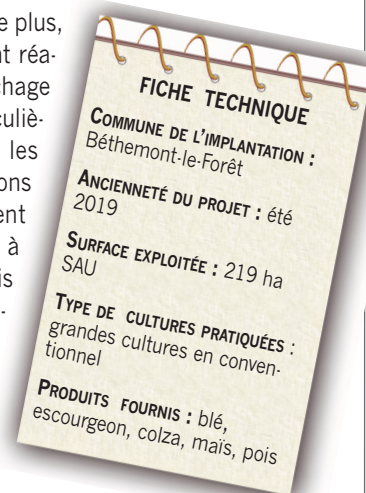 e plus,
nt réa-
chage
culiè-
les
ons
ent
à
is
FICHE TECHNIQUE
COMMUNE DE L'IMPLANTATION :
Béthemont-le-Forêt
ANCIENNETÉ DU PROJET : été
2019
SURFACE EXPLOITÉE : 219 ha
SAU
TYPE DE CULTURES PRATIQUÉES :
grandes cultures en conven-
tionnel
PRODUITS FOURNIS : blé,
escourgeon, colza, maïs, pois